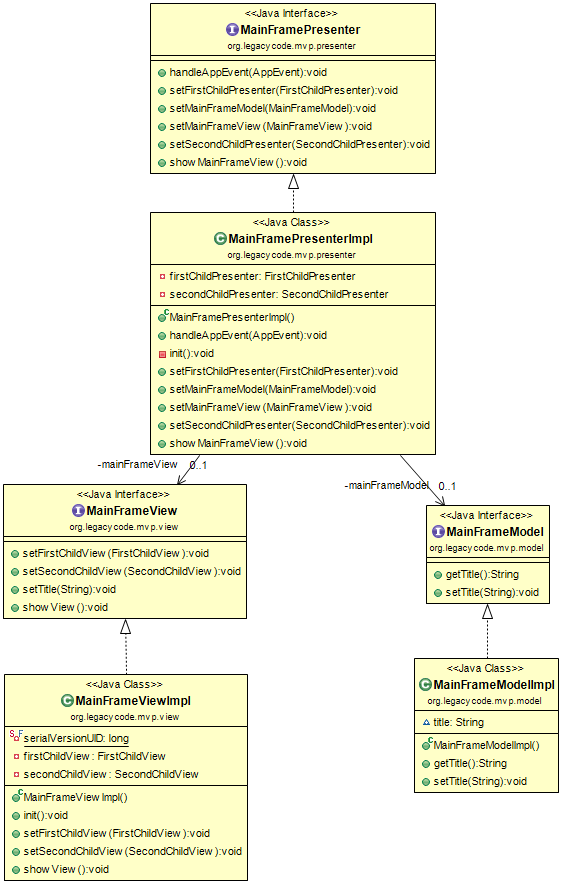 <<Java Interface>>
I MainFramePresenter
org.legacycode.mvp.presenter
handleAppEvent(AppEvent):void
setFirstChildPresenter(FirstChildPresenter):void
setMainFrameModel(MainFrameModel):void
setMainFrameView(MainFrameView):void
setSecondChildPresenter(SecondChildPresenter):void
showMainFrameView():void
<<Java Class>>
C MainFramePresenterImpl
org.legacycode.mvp.presenter
firstChildPresenter: FirstChildPresenter
secondChildPresenter: SecondChildPresenter
C MainFramePresenterImpl()
handleAppEvent(AppEvent):void
init():void
setFirstChildPresenter(FirstChildPresenter):void
setMainFrameModel(MainFrameModel):void
setMainFrameView(MainFrameView):void
setSecondChildPresenter(SecondChildPresenter):void
showMainFrameView():void
-mainFrameView 0..1
-mainFrameModel 0..1
<<Java Interface>>
I MainFrameView
org.legacycode.mvp.view
setFirstChildView(FirstChildView):void
setSecondChildView(SecondChildView):void
setTitle(String):void
showView():void
<<Java Interface>>
I MainFrameModel
org.legacycode.mvp.model
getTitle():String
setTitle(String):void
<<Java Class>>
C MainFrameViewImpl
org.legacycode.mvp.view
S F serialVersionUID: long
firstChildView: FirstChildView
secondChildView: SecondChildView
C MainFrameViewImpl()
init():void
setFirstChildView(FirstChildView):void
setSecondChildView(SecondChildView):void
showView():void
<<Java Class>>
C MainFrameModelImpl
org.legacycode.mvp.model
title: String
C MainFrameModelImpl()
getTitle():String
setTitle(String):void